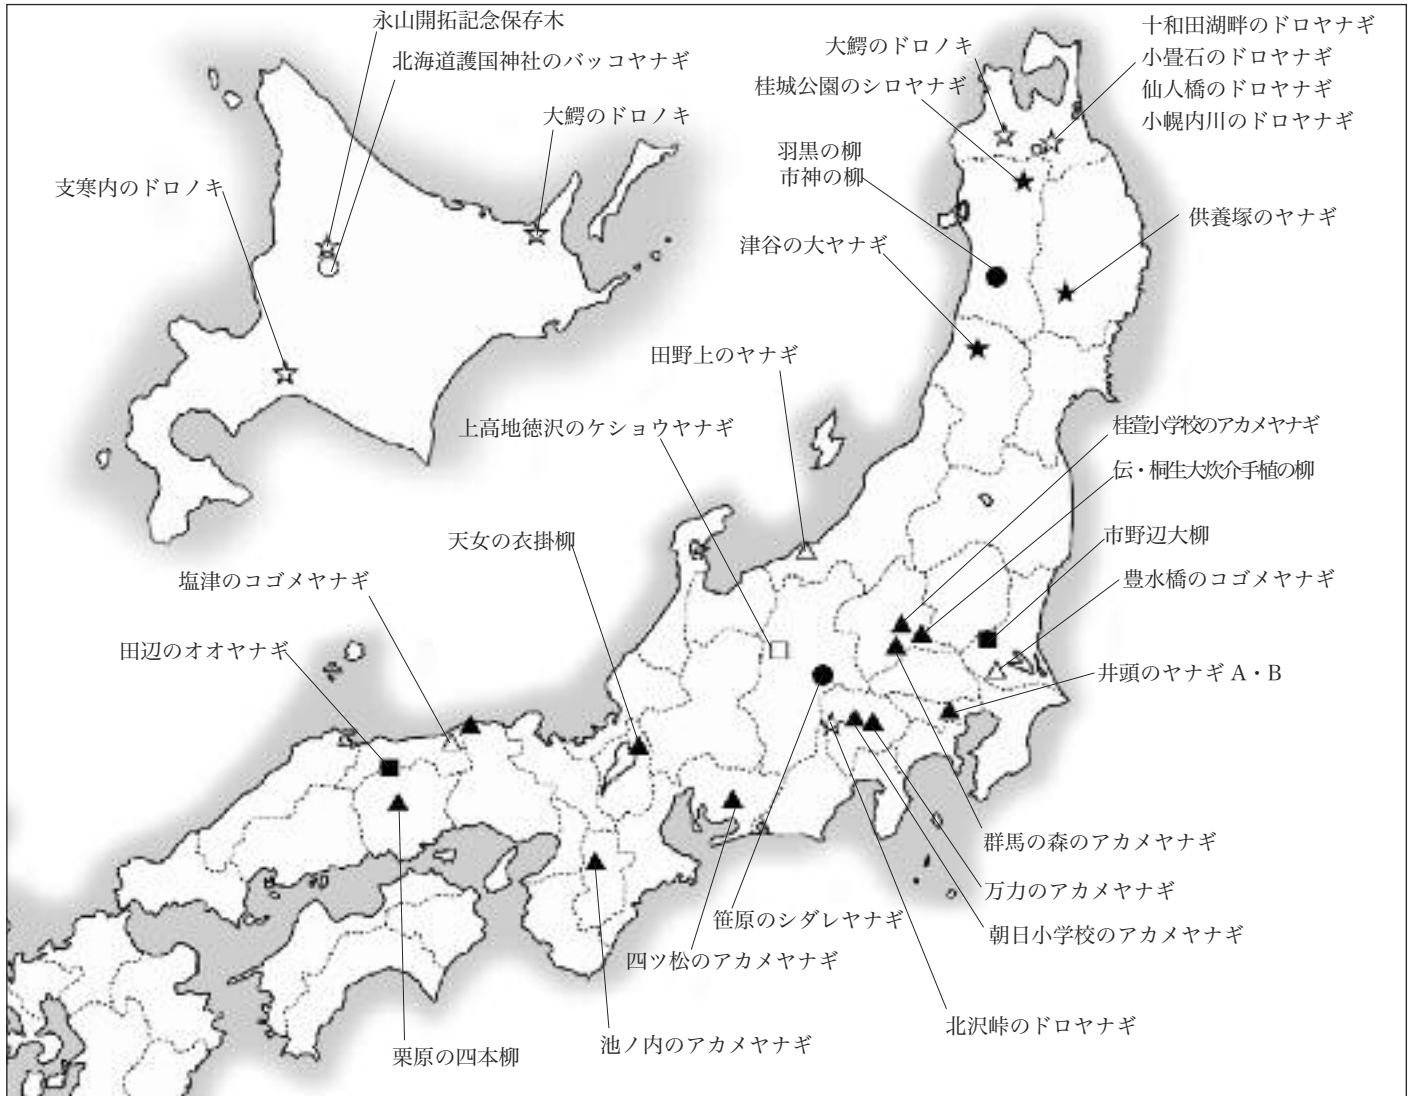 永山開拓記念保存木
北海道護国神社のバッコヤナギ
大鰐のドロノキ
支寒内のドロノキ
十和田湖畔のドロヤナギ
小畳石のドロヤナギ
仙人橋のドロヤナギ
小幌内川のドロヤナギ
大鰐のドロノキ
桂城公園のシロヤナギ
羽黒の柳
市神の柳
供養塚のヤナギ
津谷の大ヤナギ
田野上のヤナギ
上高地徳沢のケショウヤナギ
桂萱小学校のアカメヤナギ
伝・桐生大炊介手植の柳
市野辺大柳
豊水橋のコゴメヤナギ
井頭のヤナギ A・B
天女の衣掛柳
塩津のコゴメヤナギ
田辺のオオヤナギ
群馬の森のアカメヤナギ
万力のアカメヤナギ
朝日小学校のアカメヤナギ
笹原のシダレヤナギ
四ツ松のアカメヤナギ
北沢峠のドロヤナギ
池ノ内のアカメヤナギ
栗原の四本柳